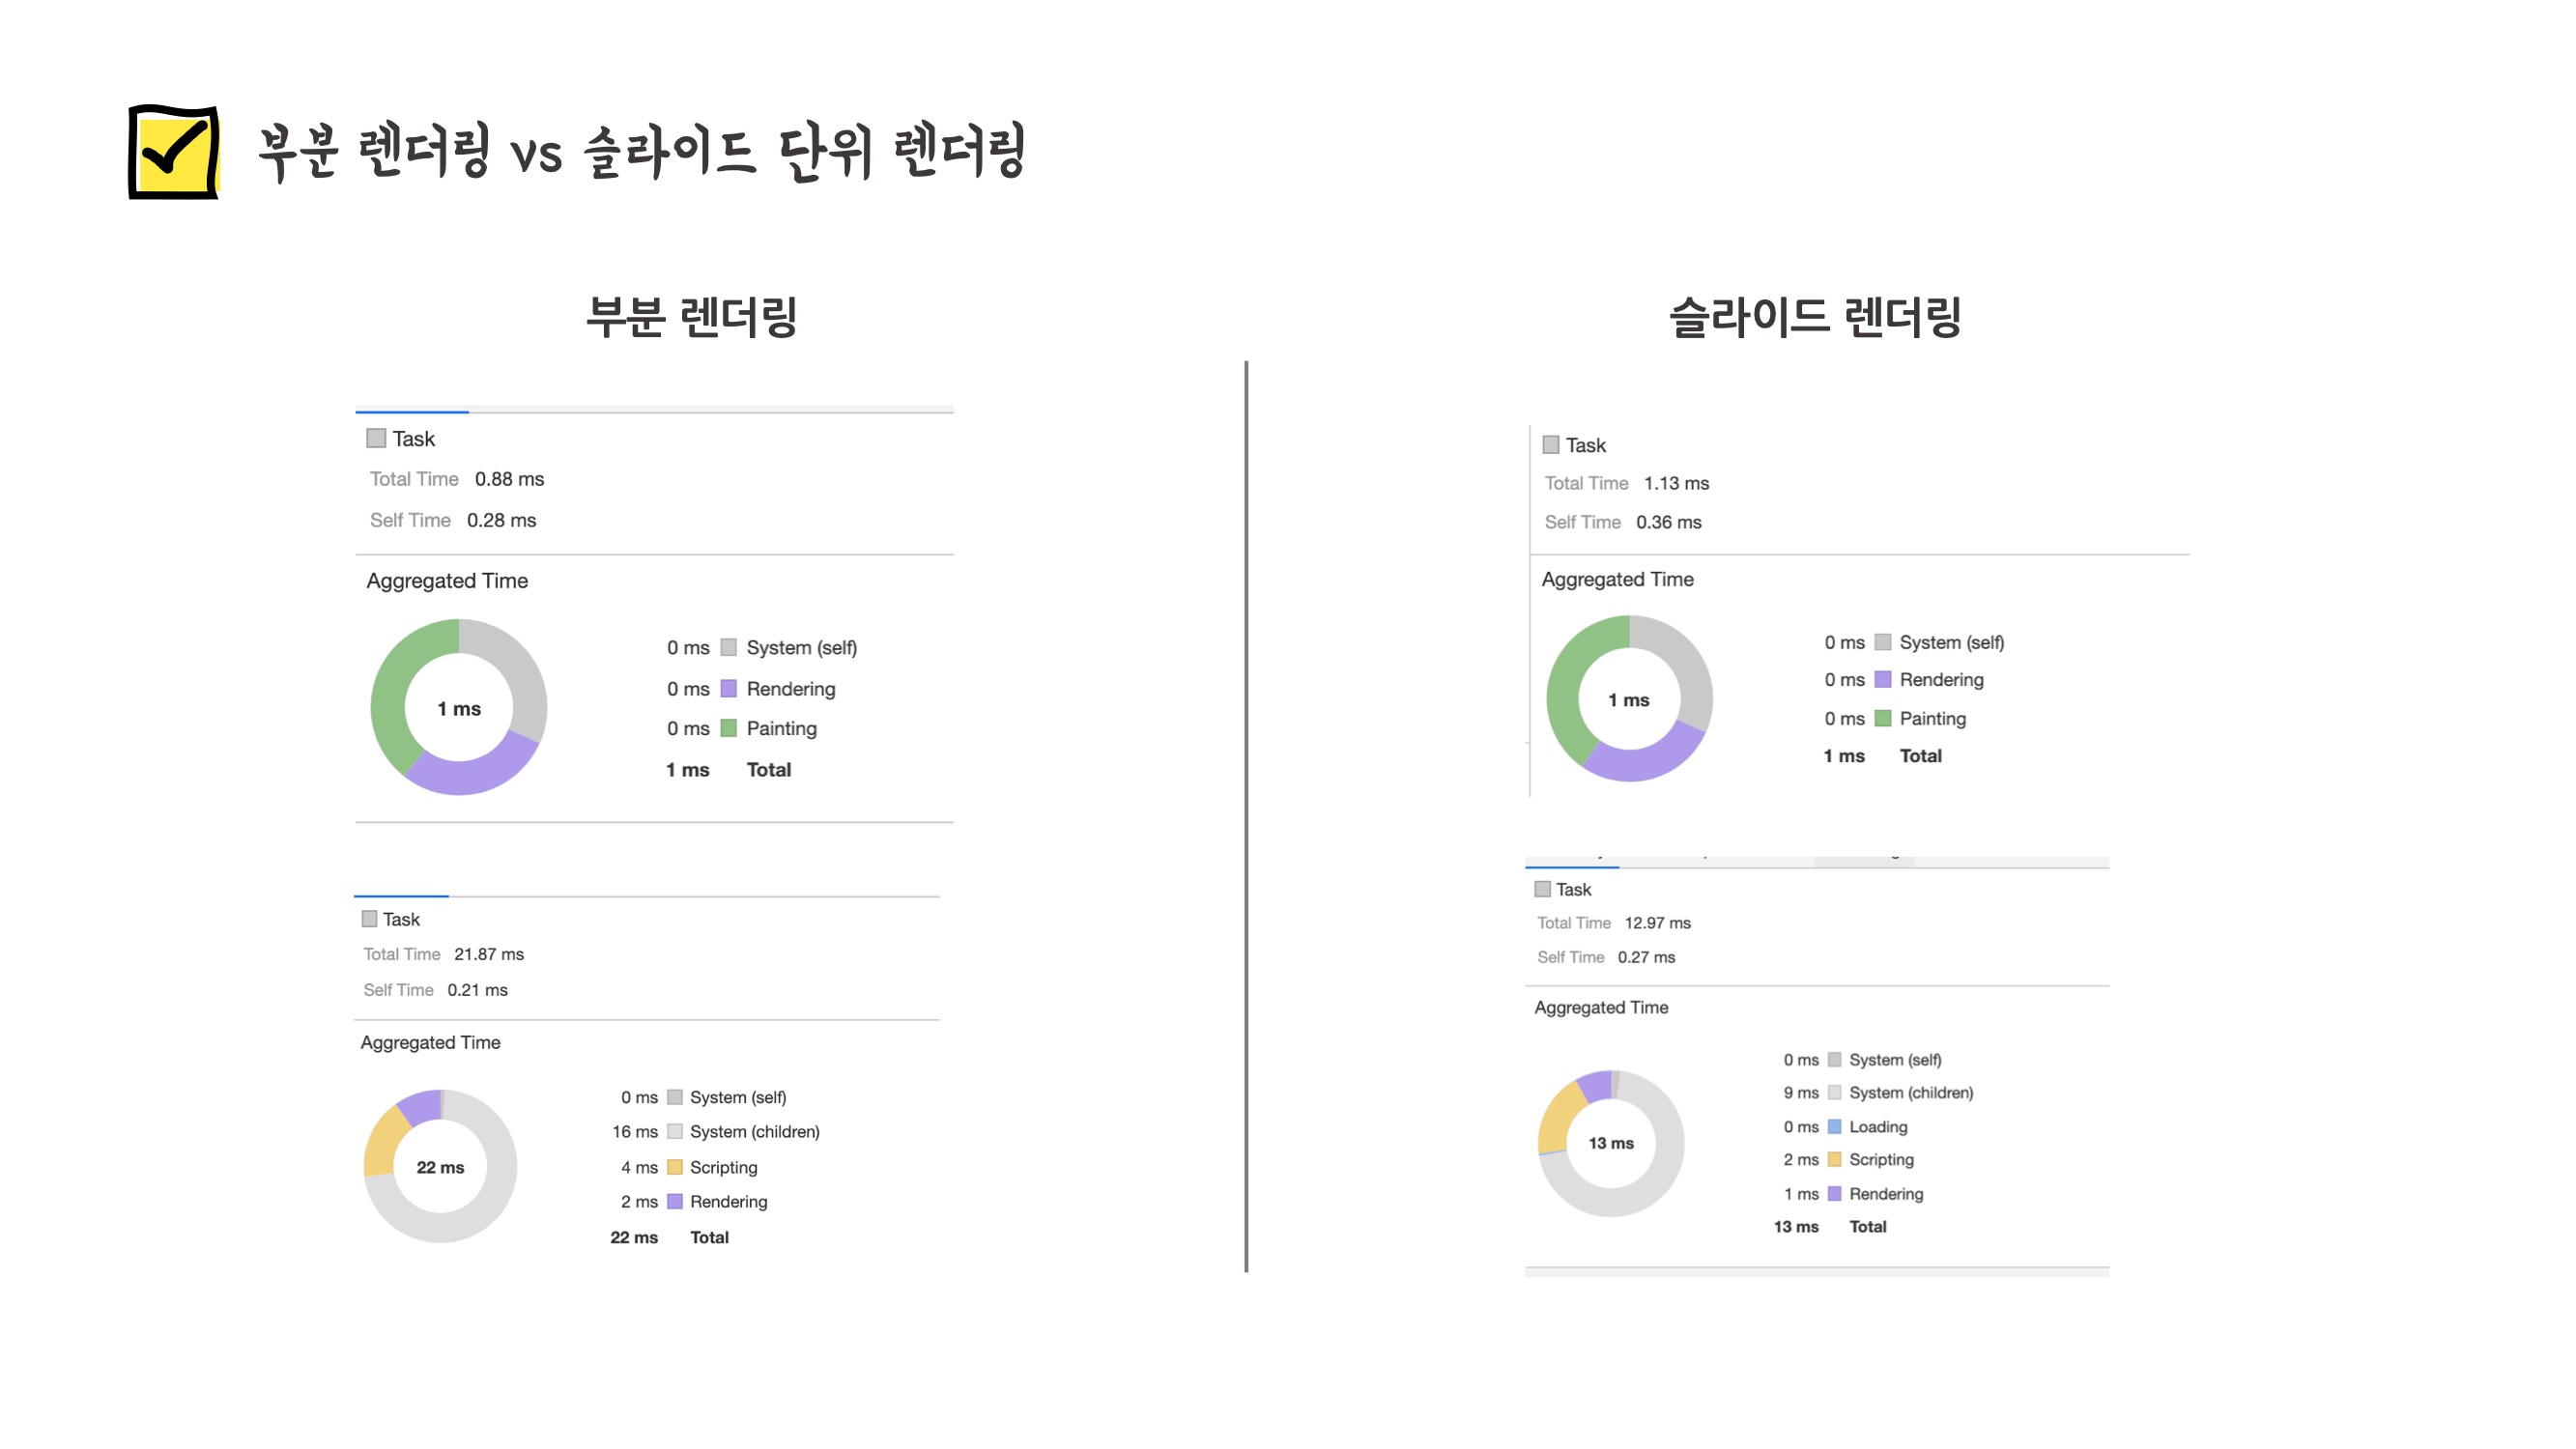 부분 렌더링 vs 슬라이드 단위 렌더링
부분 렌더링
Task
Total Time 0.88 ms
Self Time 0.28 ms
Aggregated Time
1 ms
0 ms System (self)
0 ms Rendering
0 ms Painting
1 ms Total
Task
Total Time 21.87 ms
Self Time 0.21 ms
Aggregated Time
22 ms
0 ms System (self)
16 ms System (children)
4 ms Scripting
2 ms Rendering
22 ms Total
슬라이드 렌더링
Task
Total Time 1.13 ms
Self Time 0.36 ms
Aggregated Time
1 ms
0 ms System (self)
0 ms Rendering
0 ms Painting
1 ms Total
Task
Total Time 12.97 ms
Self Time 0.27 ms
Aggregated Time
13 ms
0 ms System (self)
9 ms System (children)
0 ms Loading
2 ms Scripting
1 ms Rendering
13 ms Total